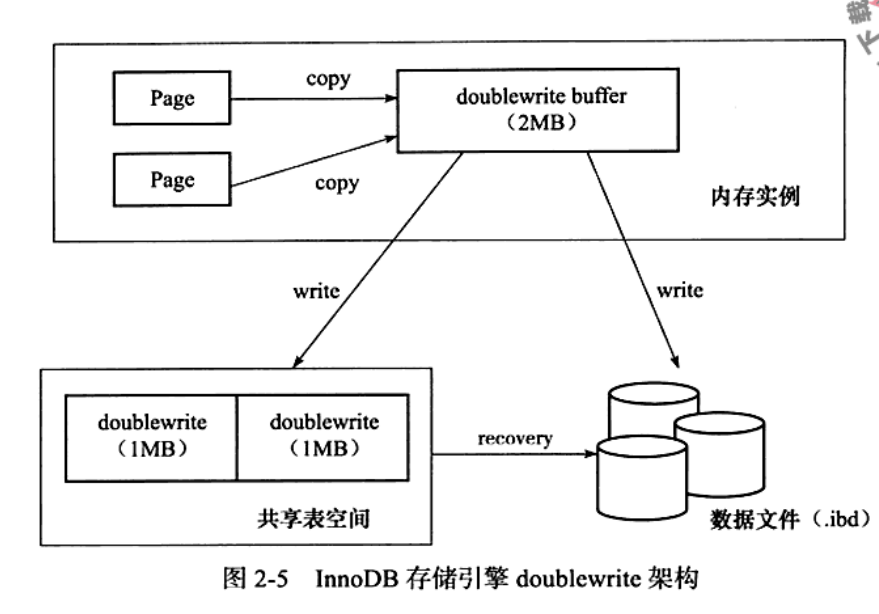 下载
Page
copy
doublewrite buffer
（2MB）
Page
copy
内存实例
write
write
doublewrite
（1MB）
doublewrite
（1MB）
recovery
共享表空间
数据文件（.ibd）
图 2-5 InnoDB 存储引擎 doublewrite 架构